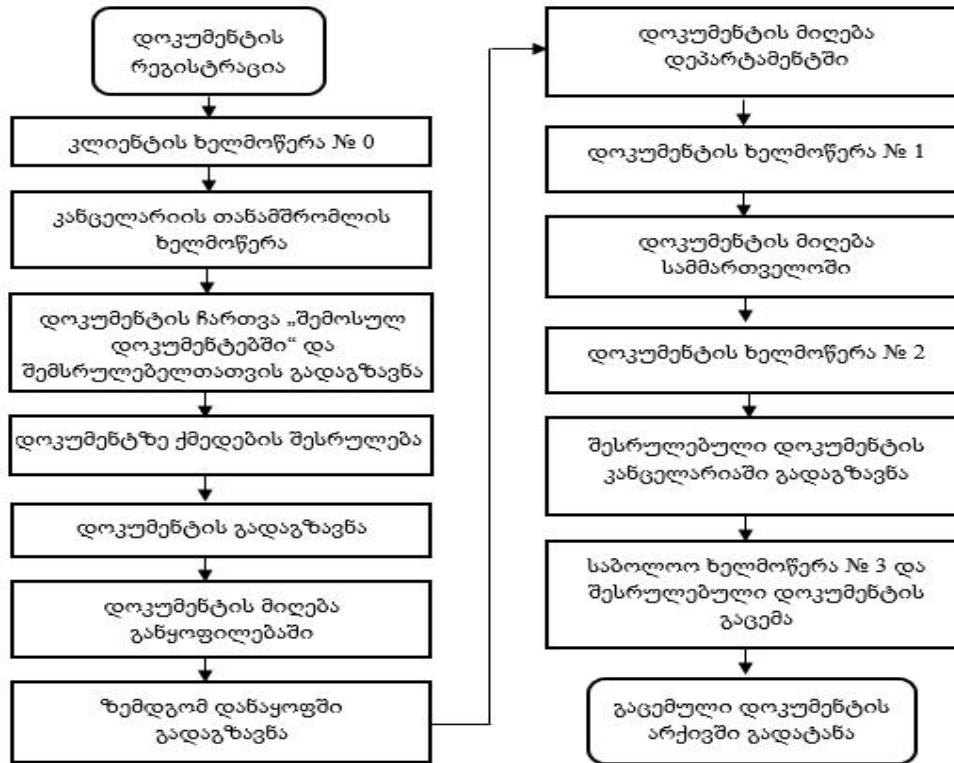 დოკუმენტის
რეგისტრაცია
კლიენტის ხელმოწერა № 0
კანცელარიის თანამშრომლის
ხელმოწერა
დოკუმენტის ჩართვა „შემოსულ
დოკუმენტებში“ და
შემსრულებელთათვის გადაგზავნა
დოკუმენტზე ქმედების შესრულება
დოკუმენტის გადაგზავნა
დოკუმენტის მიღება
განყოფილებაში
ზემდგომ დანაყოფში
გადაგზავნა
დოკუმენტის მიღება
დეპარტამენტში
დოკუმენტის ხელმოწერა № 1
დოკუმენტის მიღება
სამმართველოში
დოკუმენტის ხელმოწერა № 2
შესრულებული დოკუმენტის
კანცელარიაში გადაგზავნა
საბოლოო ხელმოწერა № 3 და
შესრულებული დოკუმენტის
გაცემა
გაცემული დოკუმენტის
არქივში გადატანა